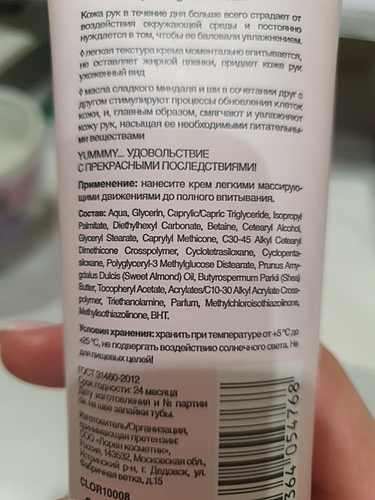 Кожа рук в течение дня больше всего страдает от
воздействия окружающей среды и постоянно
нуждается в том, чтобы ее баловали увлажнением.
◊ легкая текстура крема моментально впитывается,
не оставляет жирной пленки, придает коже рук
ухоженный вид
◊ масла сладкого миндаля и ши в сочетании друг с
другом стимулируют процессы обновления клеток
кожи, и, главным образом, смягчают и увлажняют
кожу рук, насыщая ее необходимыми питательны-
ми веществами
YUMMY... УДОВОЛЬСТВИЕ
С ПРЕКРАСНЫМИ ПОСЛЕДСТВИЯМИ!
Применение: нанесите крем легкими массирую-
щими движениями до полного впитывания.
Состав: Aqua, Glycerin, Caprylic/Capric Triglyceride, Isopropyl
Palmitate, Diethylhexyl Carbonate, Betaine, Cetearyl Alcohol,
Glyceryl Stearate, Caprylyl Methicone, C30-45 Alkyl Cetearyl
Dimethicone Crosspolymer, Cyclotetrasiloxane, Cyclopenta-
siloxane, Polyglyceryl-3 Methylglucose Distearate, Prunus Amy-
gdalus Dulcis (Sweet Almond) Oil, Butyrospermum Parkii (Shea)
Butter, Tocopheryl Acetate, Acrylates/C10-30 Alkyl Acrylate Cross-
polymer, Triethanolamine, Parfum, Methylchloroisothiazolinone,
Methylisothiazolinone, BHT.
Условия хранения: хранить при температуре от +5 °C до
+25 °C, не подвергать воздействию солнечного света. Не
для пищевых целей!
ГОСТ 31460-2012
Срок годности: 24 месяца
Дата изготовления и № партии
см. на шве запайки тубы.
Изготовитель/Организация,
принимающая претензии:
ООО «Лорен косметик»,
Россия, 143532, Московская обл.,
Истринский р-н, г. Дедовск, ул.
Фабричная ветка, д.15
CLOR10008
64 054768